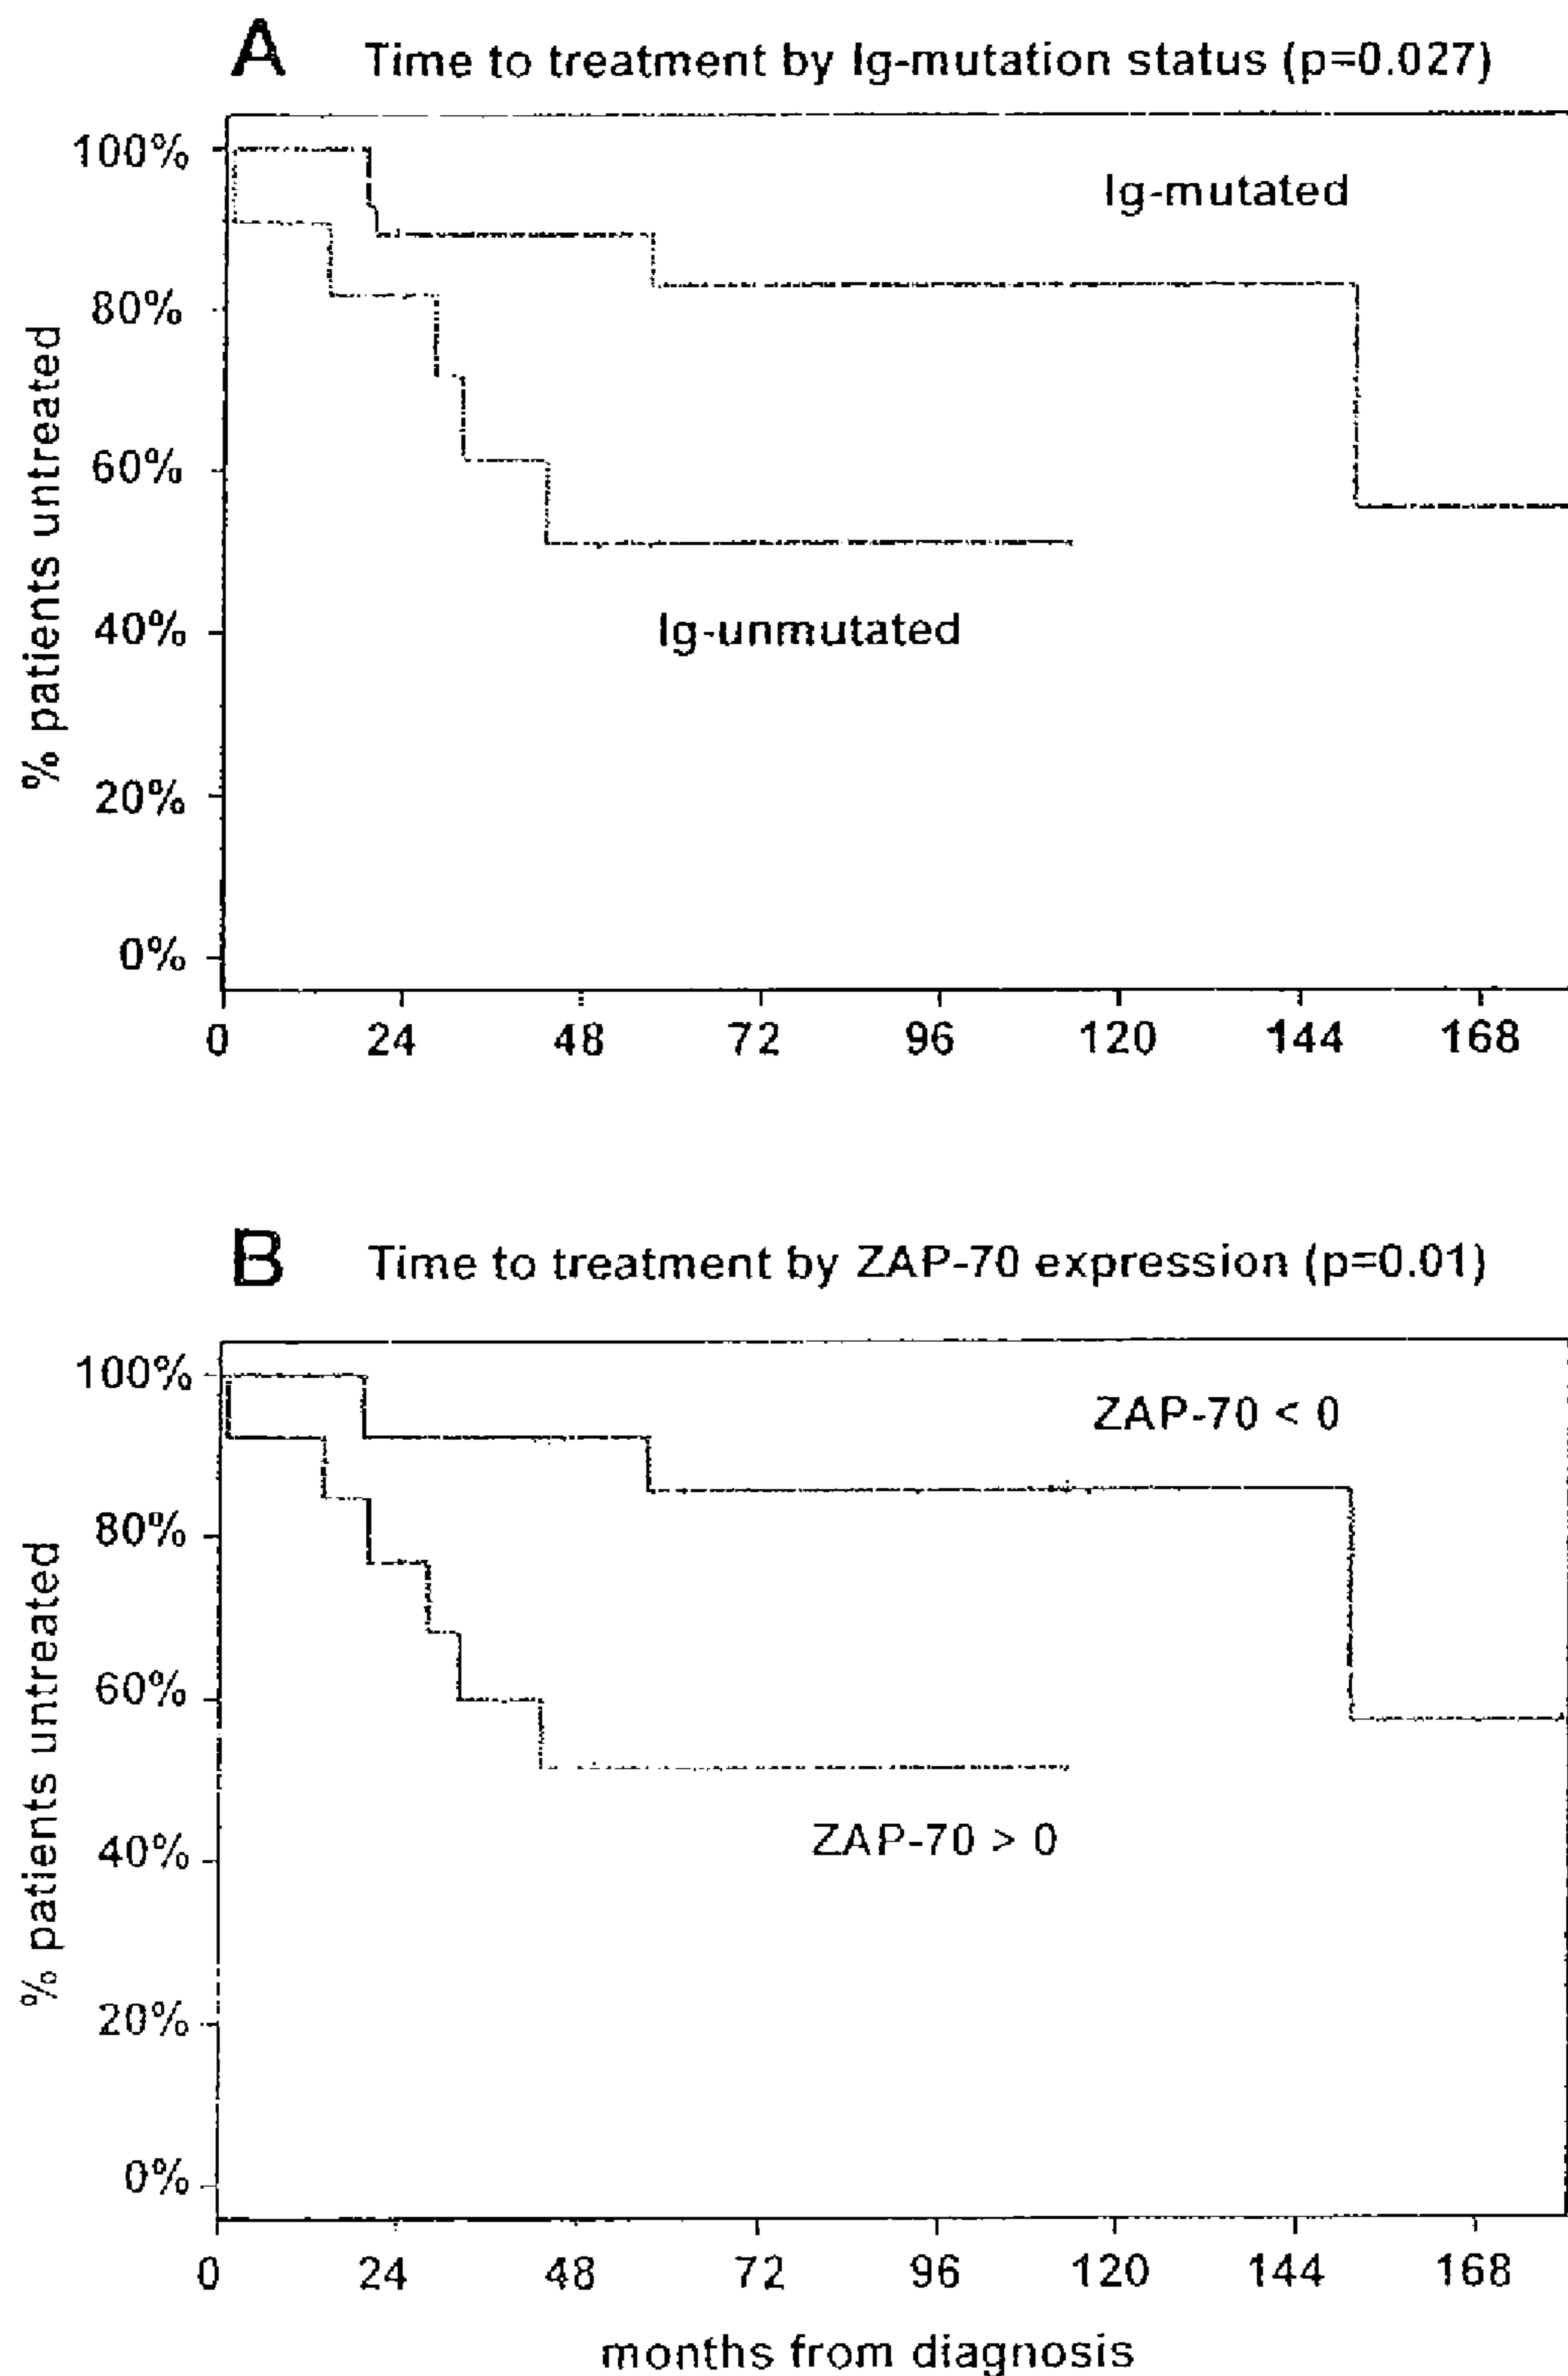 A Time to treatment by Ig-mutation status (p=0.027)
100%
80%
60%
40%
20%
0%
% patients untreated
Ig-mutated
Ig-unmutated
0 24 48 72 96 120 144 168
B Time to treatment by ZAP-70 expression (p=0.01)
100%
80%
60%
40%
20%
0%
% patients untreated
ZAP-70 < 0
ZAP-70 > 0
0 24 48 72 96 120 144 168
months from diagnosis